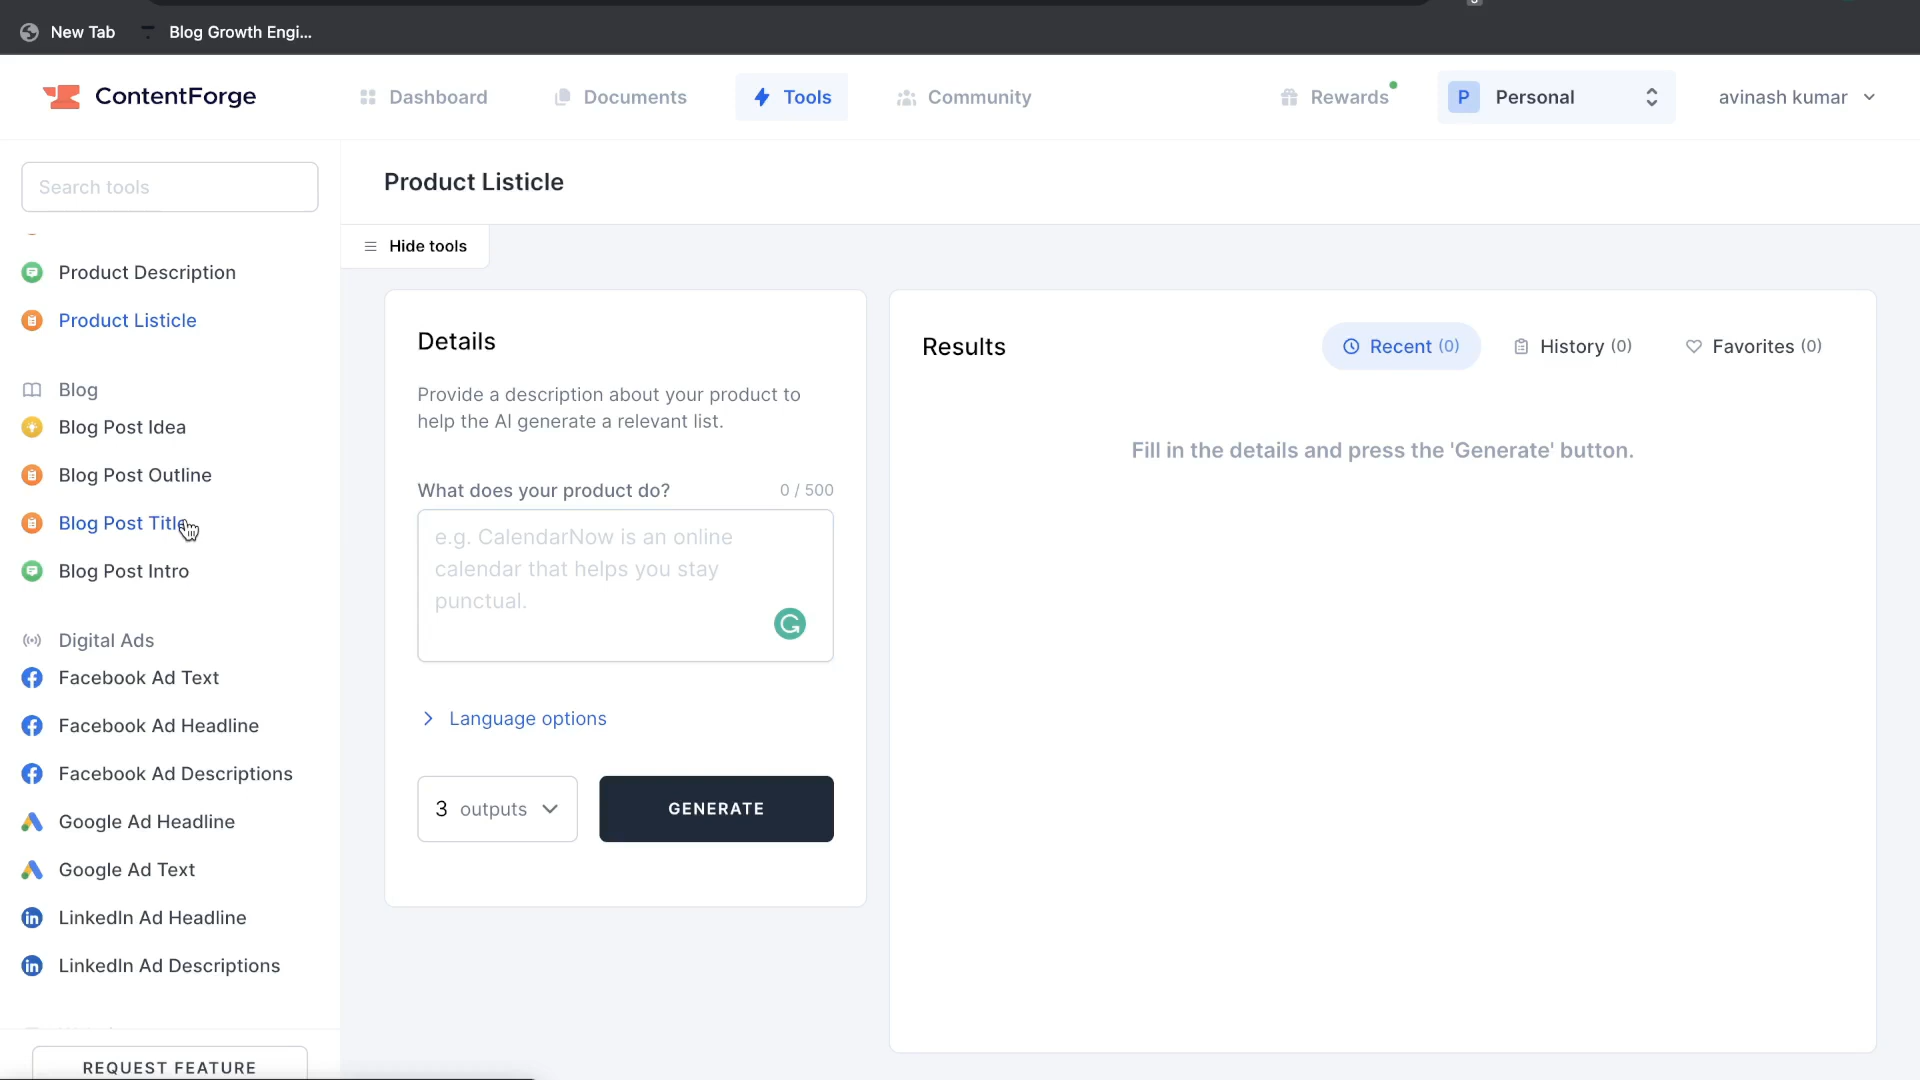 New Tab
Blog Growth Engi...
ContentForge
Dashboard
Documents
Tools
Community
Rewards
P
Personal
avinash kumar
Search tools
Product Description
Product Listicle
Blog
Blog Post Idea
Blog Post Outline
Blog Post Title
Blog Post Intro
Digital Ads
Facebook Ad Text
Facebook Ad Headline
Facebook Ad Descriptions
Google Ad Headline
Google Ad Text
LinkedIn Ad Headline
LinkedIn Ad Descriptions
REQUEST FEATURE
Product Listicle
Hide tools
Details
Provide a description about your product to
help the AI generate a relevant list.
What does your product do?
0 / 500
e.g. CalendarNow is an online
calendar that helps you stay
punctual.
Language options
3 outputs
GENERATE
Results
Recent (0)
History (0)
Favorites (0)
Fill in the details and press the 'Generate' button.